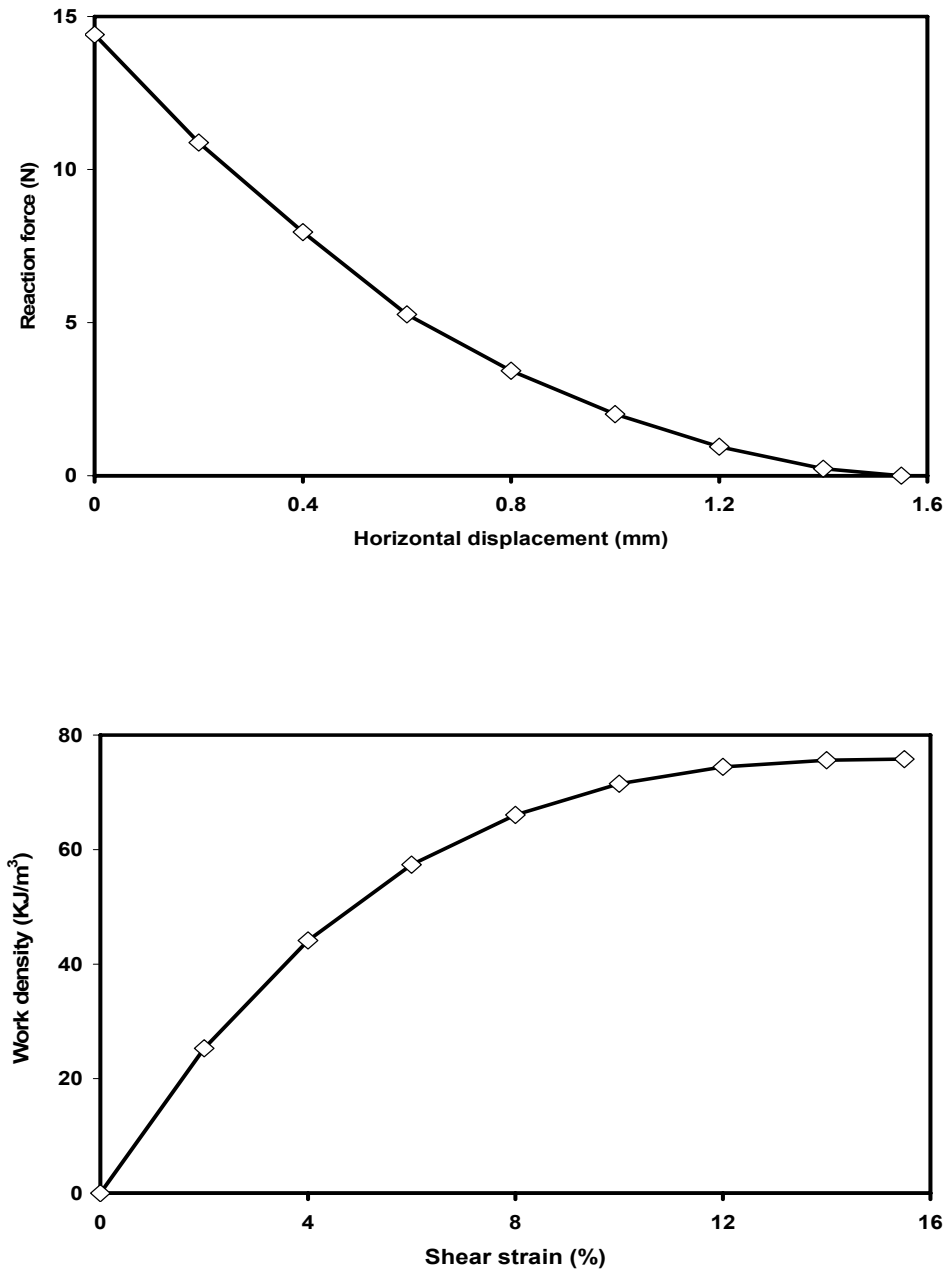 15
10
5
0
Reaction force (N)
0 0.4 0.8 1.2 1.6
Horizontal displacement (mm)
80
60
40
20
0
Work density (KJ/m³)
0 4 8 12 16
Shear strain (%)